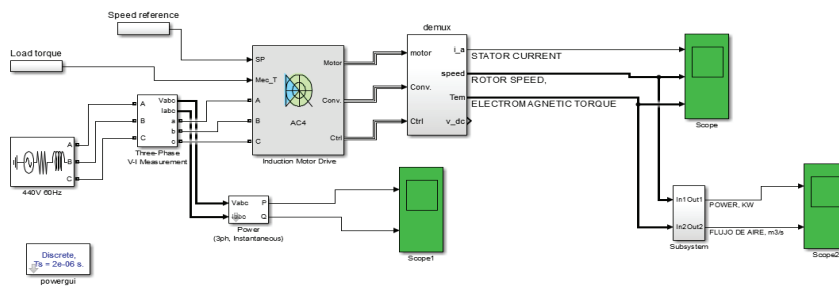 Speed reference
Load torque
SP
Mec_T
A
B
C
Motor
Conv.
Ctrl
AC4
Induction Motor Drive
demux
motor
Conv.
Ctrl
i_a
speed
Tem
v_dc
STATOR CURRENT
ROTOR SPEED,
ELECTROMAGNETIC TORQUE
Scope
A
B
C
Vabc
Iabc
a
b
c
Three-Phase
V-I Measurement
A
B
C
440V 60Hz
Vabc
Iabc
P
Q
Power
(3ph, Instantaneous)
Scope1
In1
Out1
In2
Out2
Subsystem
POWER, KW
FLUJO DE AIRE, m3/s
Scope2
Discrete,
Ts = 2e-06 s.
powergui